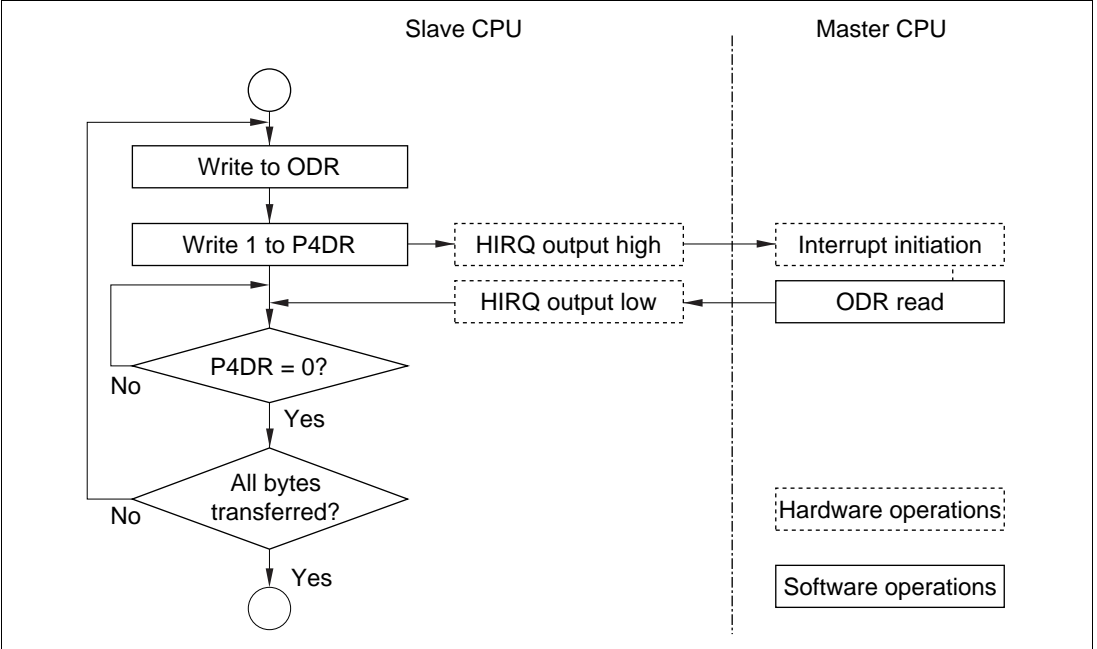 Slave CPU
Master CPU
Write to ODR
Write 1 to P4DR
HIRQ output high
Interrupt initiation
HIRQ output low
ODR read
P4DR = 0?
No
Yes
All bytes
transferred?
No
Yes
Hardware operations
Software operations